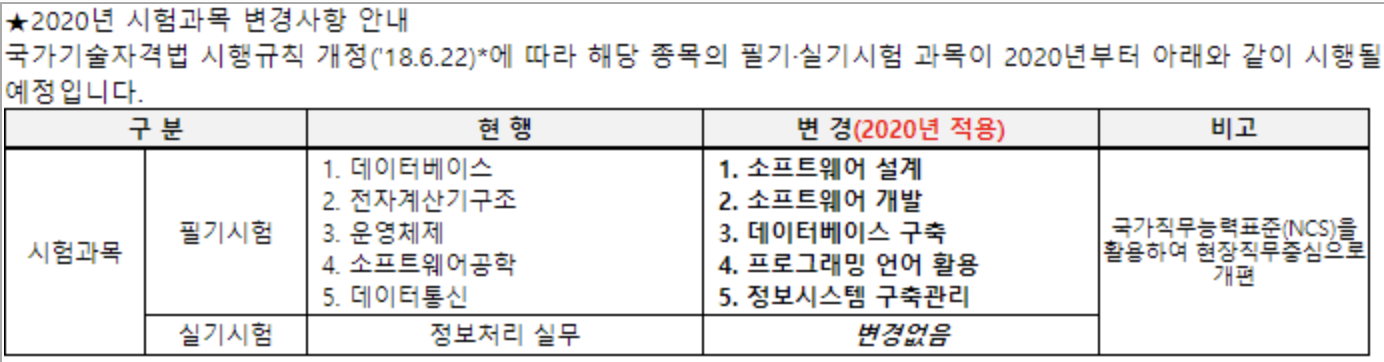 ★2020년 시험과목 변경사항 안내
국가기술자격법 시행규칙 개정('18.6.22)*에 따라 해당 종목의 필기·실기시험 과목이 2020년부터 아래와 같이 시행될
예정입니다.
구 분 현 행 변 경(2020년 적용) 비고
시험과목
필기시험
1. 데이터베이스
2. 전자계산기구조
3. 운영체제
4. 소프트웨어공학
5. 데이터통신
1. 소프트웨어 설계
2. 소프트웨어 개발
3. 데이터베이스 구축
4. 프로그래밍 언어 활용
5. 정보시스템 구축관리
국가직무능력표준(NCS)을
활용하여 현장직무중심으로
개편
실기시험 정보처리 실무 변경없음